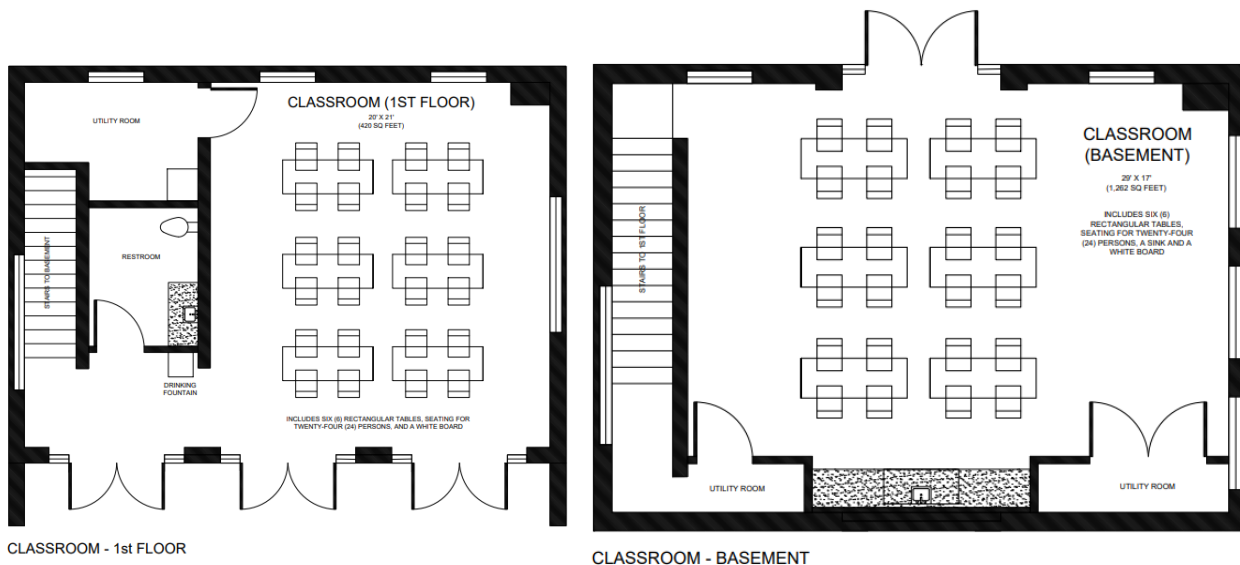 CLASSROOM (1ST FLOOR)
20' X 21'
(420 SQ FEET)
UTILITY ROOM
STAIRS TO BASEMENT
RESTROOM
DRINKING
FOUNTAIN
INCLUDES SIX (6) RECTANGULAR TABLES, SEATING FOR
TWENTY-FOUR (24) PERSONS, AND A WHITE BOARD
CLASSROOM - 1st FLOOR
CLASSROOM
(BASEMENT)
29' X 17'
(1,262 SQ FEET)
INCLUDES SIX (6)
RECTANGULAR TABLES,
SEATING FOR TWENTY-FOUR
(24) PERSONS, A SINK AND A
WHITE BOARD
STAIRS TO 1ST FLOOR
UTILITY ROOM
UTILITY ROOM
CLASSROOM - BASEMENT